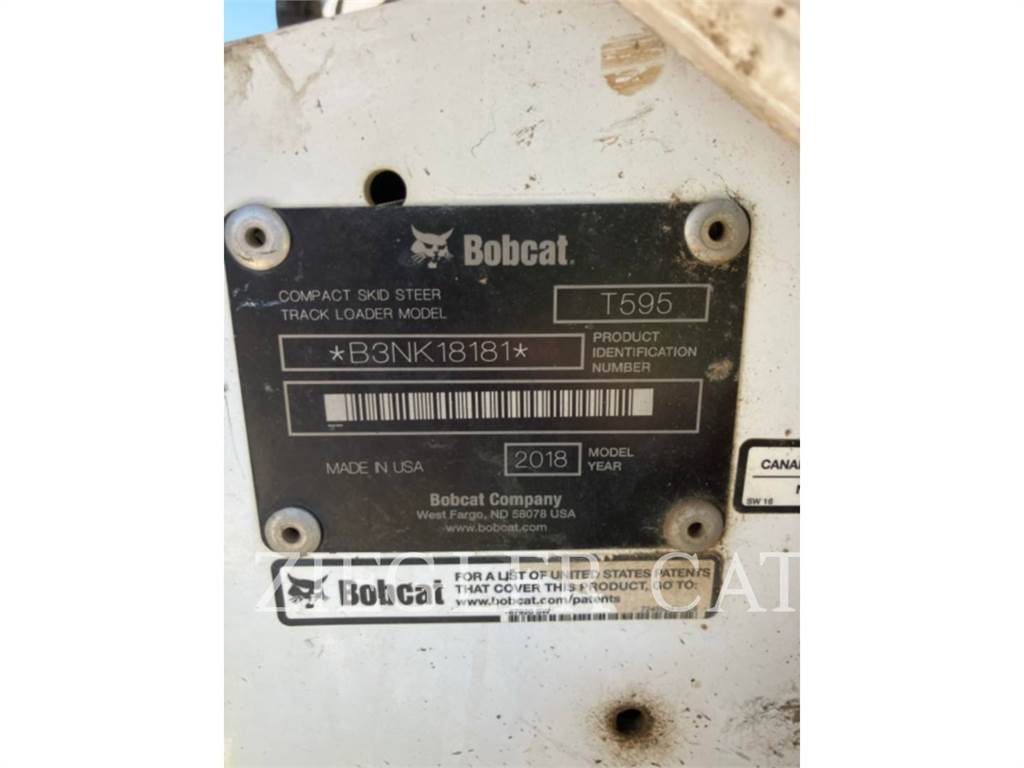 Bobcat.
COMPACT SKID STEER
TRACK LOADER MODEL
T595
*B3NK18181*
PRODUCT
IDENTIFICATION
NUMBER
MADE IN USA
2018
MODEL
YEAR
Bobcat Company
West Fargo, ND 58078 USA
www.bobcat.com
CANA
SW 16
ZIEGLER CAT
Bobcat
FOR A LIST OF UNITED STATES PATENTS
THAT COVER THIS PRODUCT, GO TO:
www.bobcat.com/patents